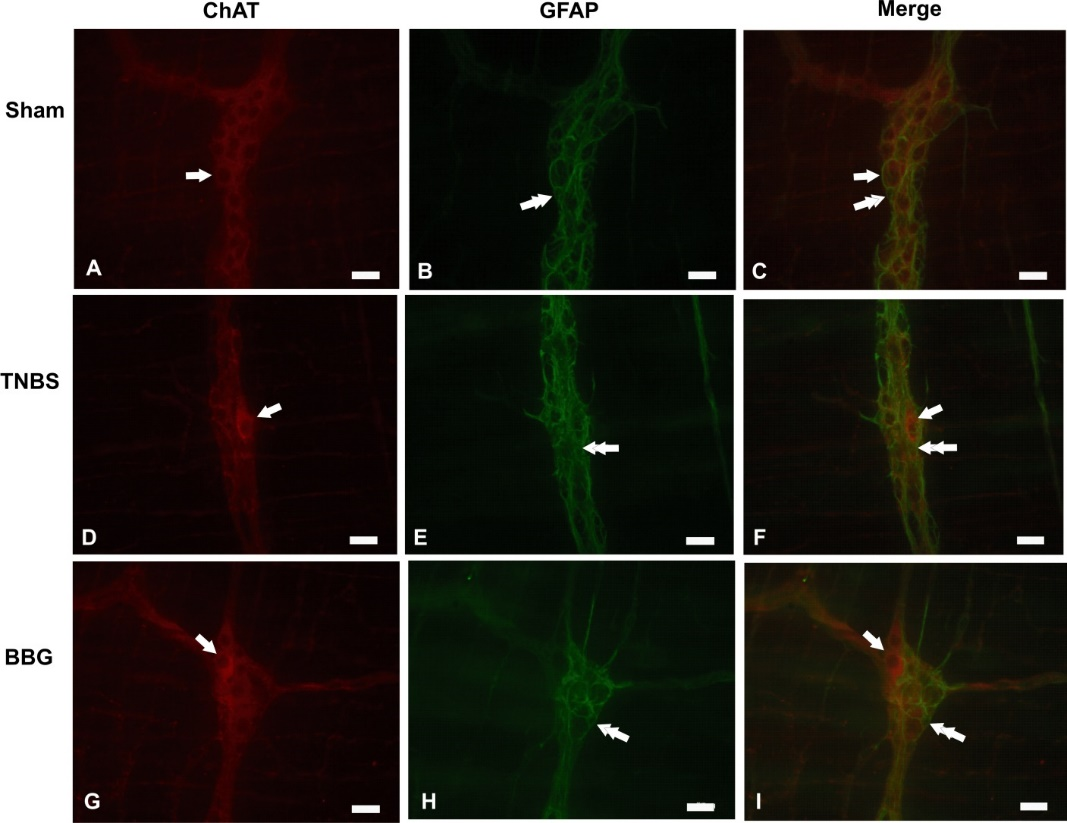 ChAT GFAP Merge
Sham
A B C
TNBS
D E F
BBG
G H I